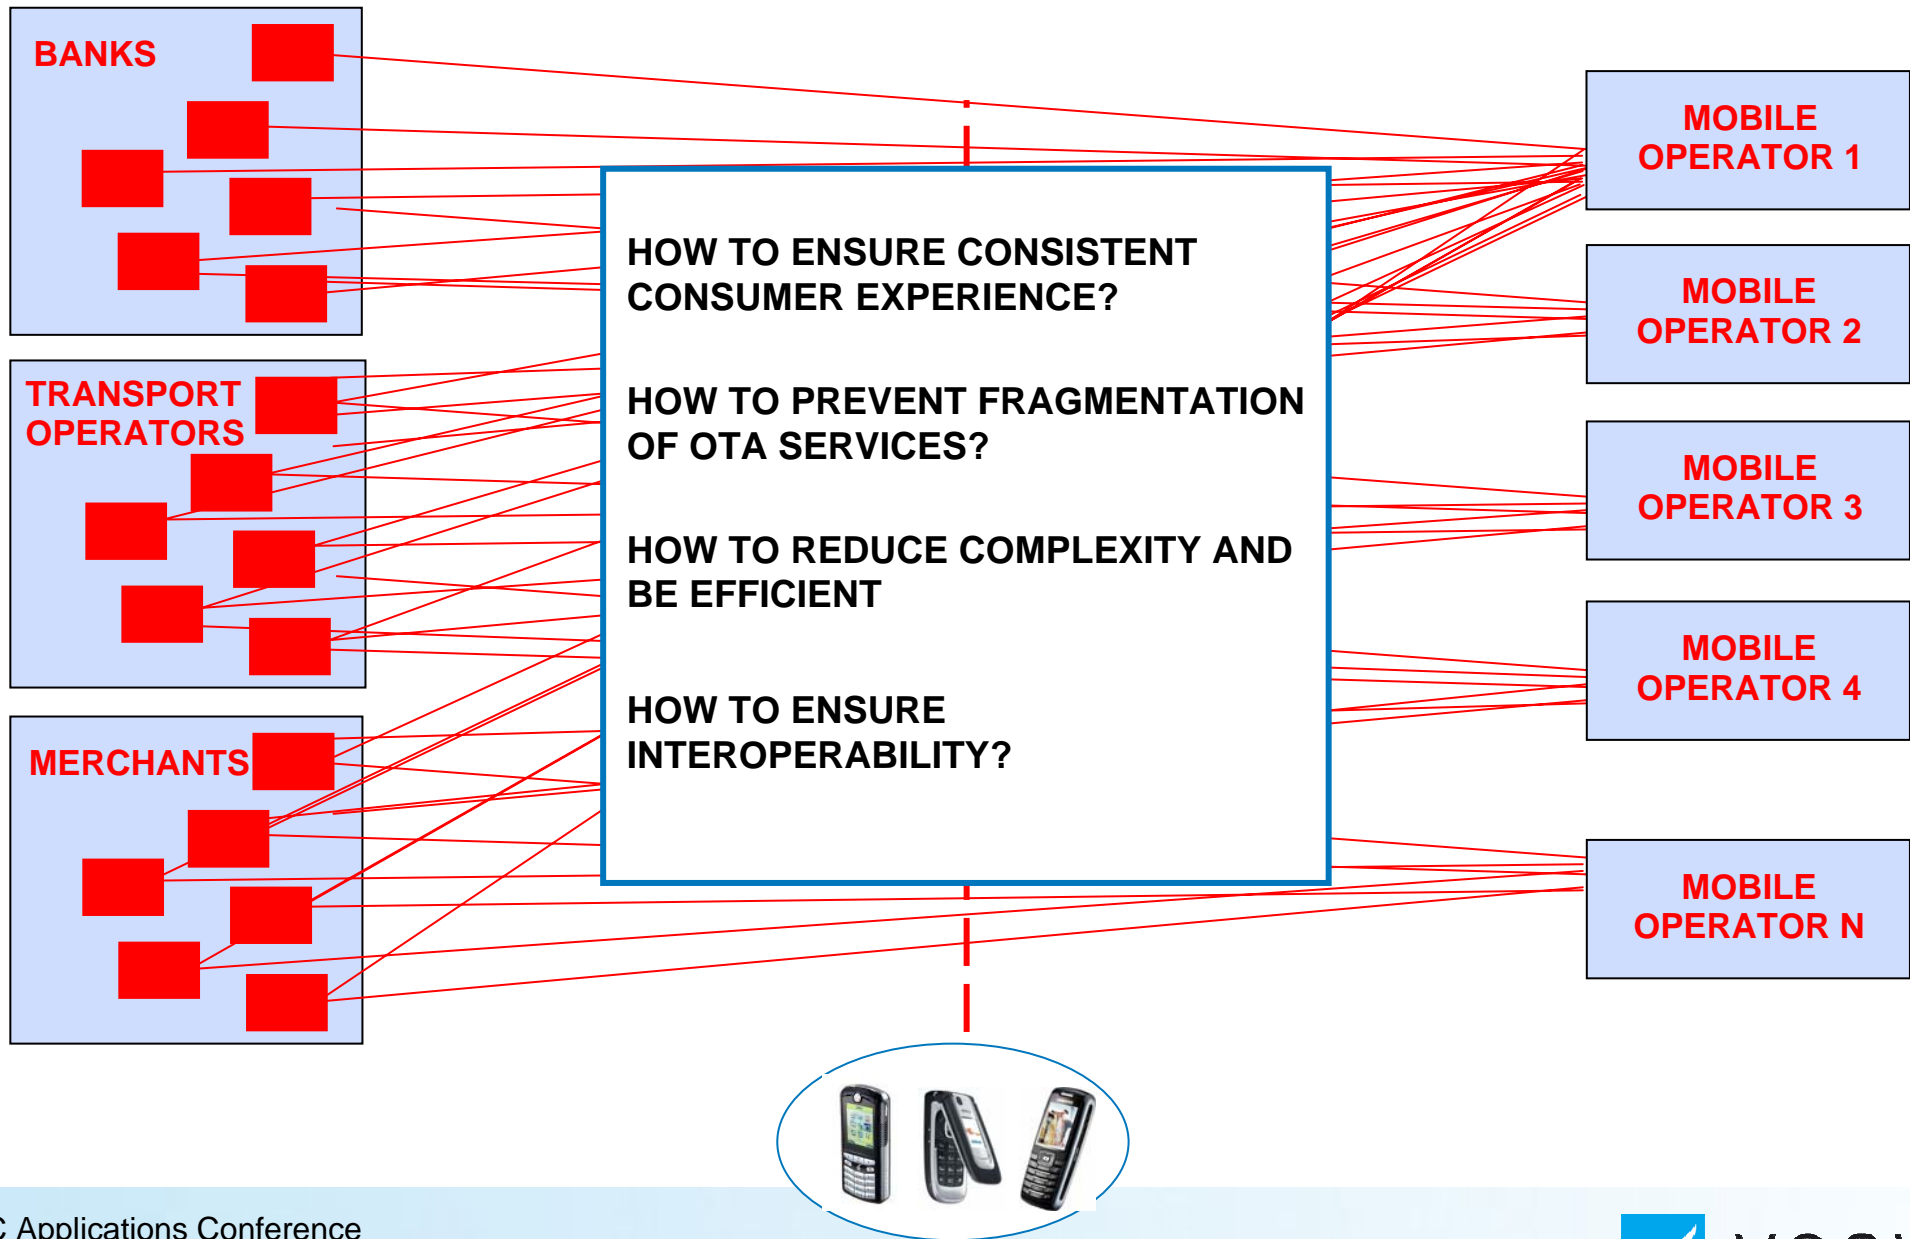 BANKS
TRANSPORT
OPERATORS
MERCHANTS
HOW TO ENSURE CONSISTENT
CONSUMER EXPERIENCE?
HOW TO PREVENT FRAGMENTATION
OF OTA SERVICES?
HOW TO REDUCE COMPLEXITY AND
BE EFFICIENT
HOW TO ENSURE
INTEROPERABILITY?
MOBILE
OPERATOR 1
MOBILE
OPERATOR 2
MOBILE
OPERATOR 3
MOBILE
OPERATOR 4
MOBILE
OPERATOR N
Applications Conference